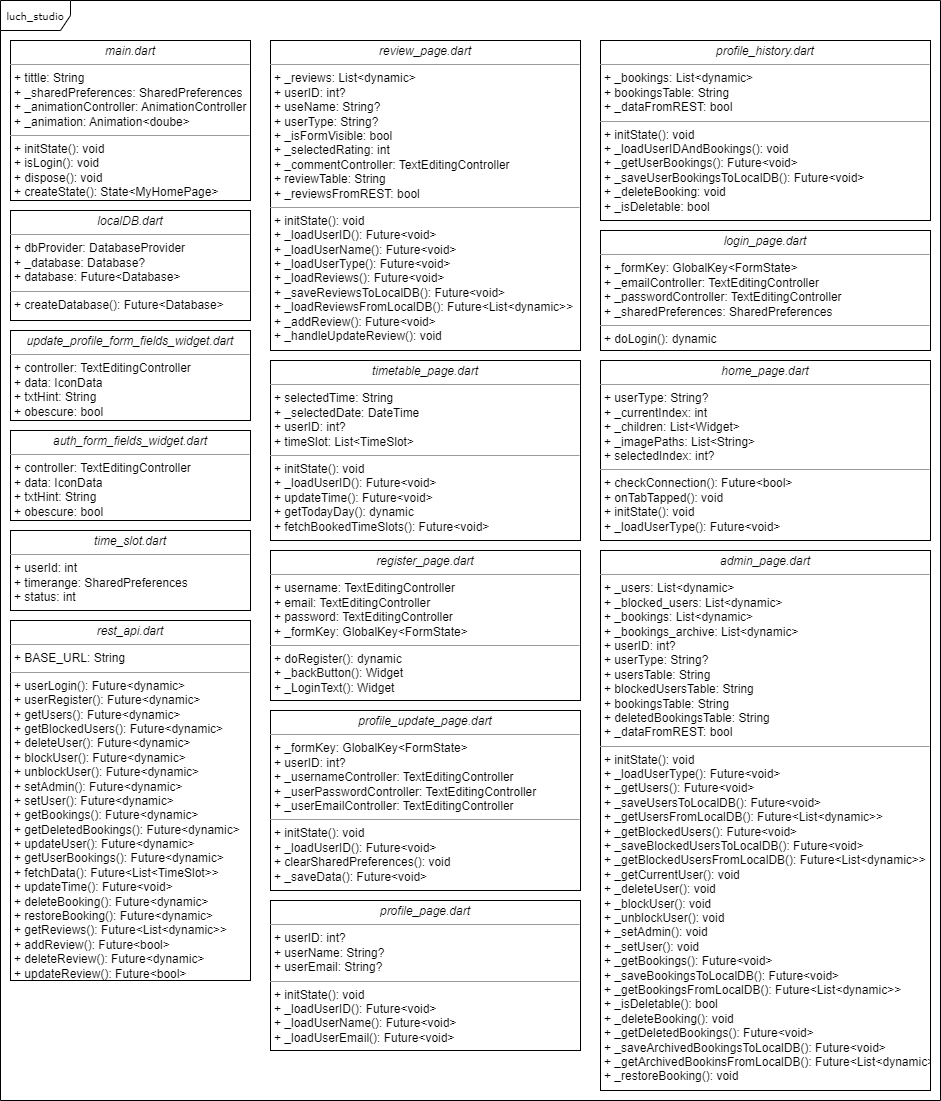 luch_studio
main.dart
+ tittle: String
+ _sharedPreferences: SharedPreferences
+ _animationController: AnimationController
+ _animation: Animation<doube>
+ initState(): void
+ isLogin(): void
+ dispose(): void
+ createState(): State<MyHomePage>
localDB.dart
+ dbProvider: DatabaseProvider
+ _database: Database?
+ database: Future<Database>
+ createDatabase(): Future<Database>
update_profile_form_fields_widget.dart
+ controller: TextEditingController
+ data: IconData
+ txtHint: String
+ obescure: bool
auth_form_fields_widget.dart
+ controller: TextEditingController
+ data: IconData
+ txtHint: String
+ obescure: bool
time_slot.dart
+ userId: int
+ timerange: SharedPreferences
+ status: int
rest_api.dart
+ BASE_URL: String
+ userLogin(): Future<dynamic>
+ userRegister(): Future<dynamic>
+ getUsers(): Future<dynamic>
+ getBlockedUsers(): Future<dynamic>
+ deleteUser(): Future<dynamic>
+ blockUser(): Future<dynamic>
+ unblockUser(): Future<dynamic>
+ setAdmin(): Future<dynamic>
+ setUser(): Future<dynamic>
+ getBookings(): Future<dynamic>
+ getDeletedBookings(): Future<dynamic>
+ updateUser(): Future<dynamic>
+ getUserBookings(): Future<dynamic>
+ fetchData(): Future<List<TimeSlot>>
+ updateTime(): Future<void>
+ deleteBooking(): Future<dynamic>
+ restoreBooking(): Future<dynamic>
+ getReviews(): Future<List<dynamic>>
+ addReview(): Future<bool>
+ deleteReview(): Future<dynamic>
+ updateReview(): Future<bool>
review_page.dart
+ _reviews: List<dynamic>
+ userID: int?
+ useName: String?
+ userType: String?
+ _isFormVisible: bool
+ _selectedRating: int
+ _commentController: TextEditingController
+ reviewTable: String
+ _reviewsFromREST: bool
+ initState(): void
+ _loadUserID(): Future<void>
+ _loadUserName(): Future<void>
+ _loadUserType(): Future<void>
+ _loadReviews(): Future<void>
+ _saveReviewsToLocalDB(): Future<void>
+ _loadReviewsFromLocalDB(): Future<List<dynamic>>
+ _addReview(): Future<void>
+ _handleUpdateReview(): void
timetable_page.dart
+ selectedTime: String
+ _selectedDate: DateTime
+ userID: int?
+ timeSlot: List<TimeSlot>
+ initState(): void
+ _loadUserID(): Future<void>
+ updateTime(): Future<void>
+ getTodayDay(): dynamic
+ fetchBookedTimeSlots(): Future<void>
register_page.dart
+ username: TextEditingController
+ email: TextEditingController
+ password: TextEditingController
+ _formKey: GlobalKey<FormState>
+ doRegister(): dynamic
+ _backButton(): Widget
+ _LoginText(): Widget
profile_update_page.dart
+ _formKey: GlobalKey<FormState>
+ userID: int?
+ _usernameController: TextEditingController
+ _userPasswordController: TextEditingController
+ _userEmailController: TextEditingController
+ initState(): void
+ _loadUserID(): Future<void>
+ clearSharedPreferences(): void
+ _saveData(): Future<void>
profile_page.dart
+ userID: int?
+ userName: String?
+ userEmail: String?
+ initState(): void
+ _loadUserID(): Future<void>
+ _loadUserName(): Future<void>
+ _loadUserEmail(): Future<void>
profile_history.dart
+ _bookings: List<dynamic>
+ bookingsTable: String
+ _dataFromREST: bool
+ initState(): void
+ _loadUserIDAndBookings(): void
+ _getUserBookings(): Future<void>
+ _saveUserBookingsToLocalDB(): Future<void>
+ _deleteBooking: void
+ _isDeletable: bool
login_page.dart
+ _formKey: GlobalKey<FormState>
+ _emailController: TextEditingController
+ _passwordController: TextEditingController
+ _sharedPreferences: SharedPreferences
+ doLogin(): dynamic
home_page.dart
+ userType: String?
+ _currentIndex: int
+ _children: List<Widget>
+ _imagePaths: List<String>
+ selectedIndex: int?
+ checkConnection(): Future<bool>
+ onTabTapped(): void
+ initState(): void
+ _loadUserType(): Future<void>
admin_page.dart
+ _users: List<dynamic>
+ _blocked_users: List<dynamic>
+ _bookings: List<dynamic>
+ _bookings_archive: List<dynamic>
+ userID: int?
+ userType: String?
+ usersTable: String
+ blockedUsersTable: String
+ bookingsTable: String
+ deletedBookingsTable: String
+ _dataFromREST: bool
+ initState(): void
+ _loadUserType(): Future<void>
+ _getUsers(): Future<void>
+ _saveUsersToLocalDB(): Future<void>
+ _getUsersFromLocalDB(): Future<List<dynamic>>
+ _getBlockedUsers(): Future<void>
+ _saveBlockedUsersToLocalDB(): Future<void>
+ _getBlockedUsersFromLocalDB(): Future<List<dynamic>>
+ _getCurrentUser(): void
+ _deleteUser(): void
+ _blockUser(): void
+ _unblockUser(): void
+ _setAdmin(): void
+ _setUser(): void
+ _getBookings(): Future<void>
+ _saveBookingsToLocalDB(): Future<void>
+ _getBookingsFromLocalDB(): Future<List<dynamic>>
+ _isDeletable(): bool
+ _deleteBooking(): void
+ _getDeletedBookings(): Future<void>
+ _saveArchivedBookingsToLocalDB(): Future<void>
+ _getArchivedBookinsFromLocalDB(): Future<List<dynamic>
+ _restoreBooking(): void